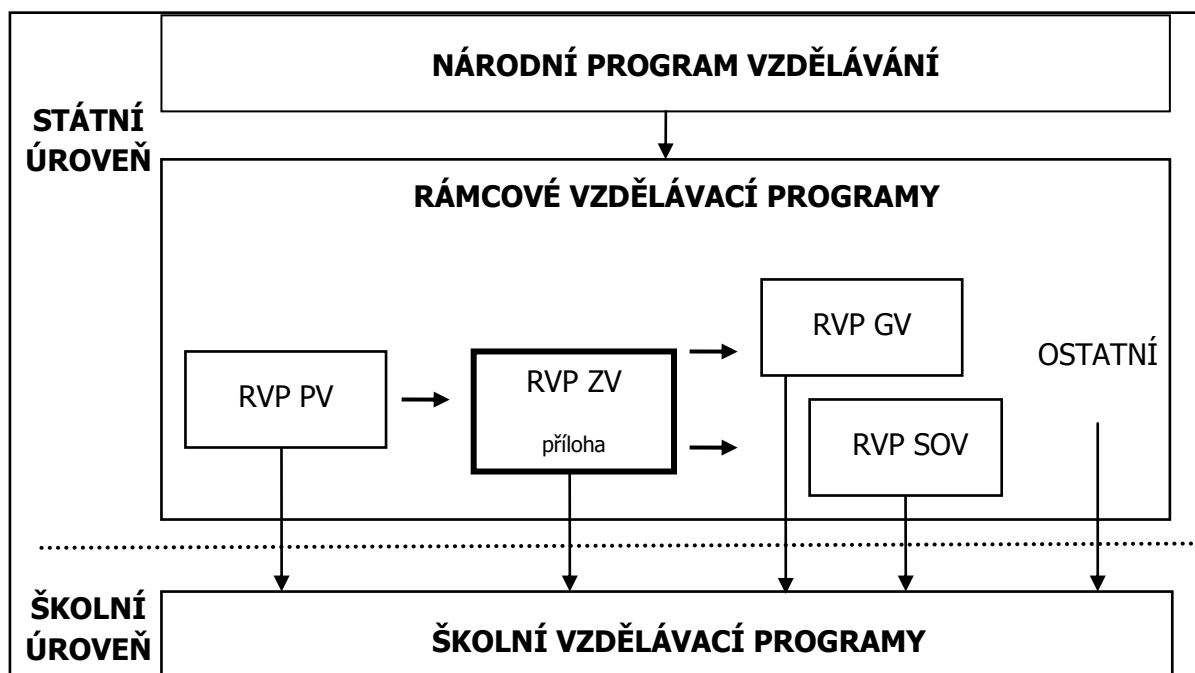 NÁRODNÍ PROGRAM VZDĚLÁVÁNÍ
STÁTNÍ
ÚROVEŇ
RÁMCOVÉ VZDĚLÁVACÍ PROGRAMY
RVP PV
RVP ZV
příloha
RVP GV
RVP SOV
OSTATNÍ
ŠKOLNÍ
ÚROVEŇ
ŠKOLNÍ VZDĚLÁVACÍ PROGRAMY